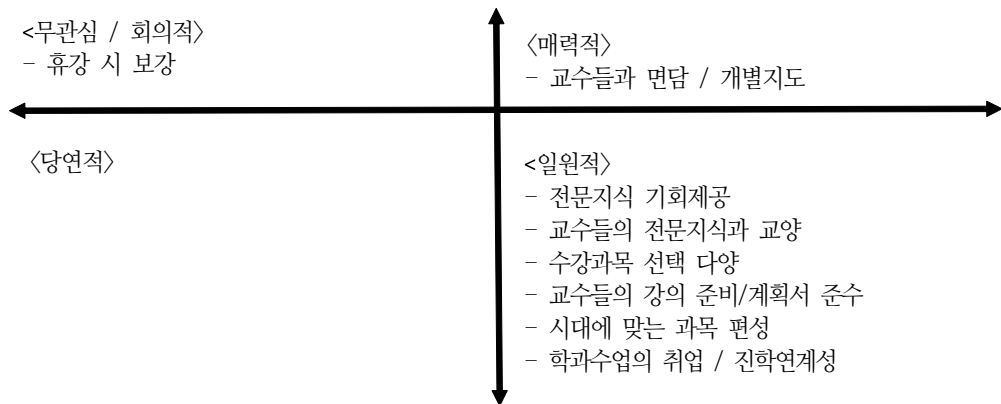 <무관심 / 회의적>
- 휴강 시 보강
<매력적>
- 교수들과 면담 / 개별지도
<당연적>
<일원적>
- 전문지식 기회제공
- 교수들의 전문지식과 교양
- 수강과목 선택 다양
- 교수들의 강의 준비/계획서 준수
- 시대에 맞는 과목 편성
- 학과수업의 취업 / 진학연계성